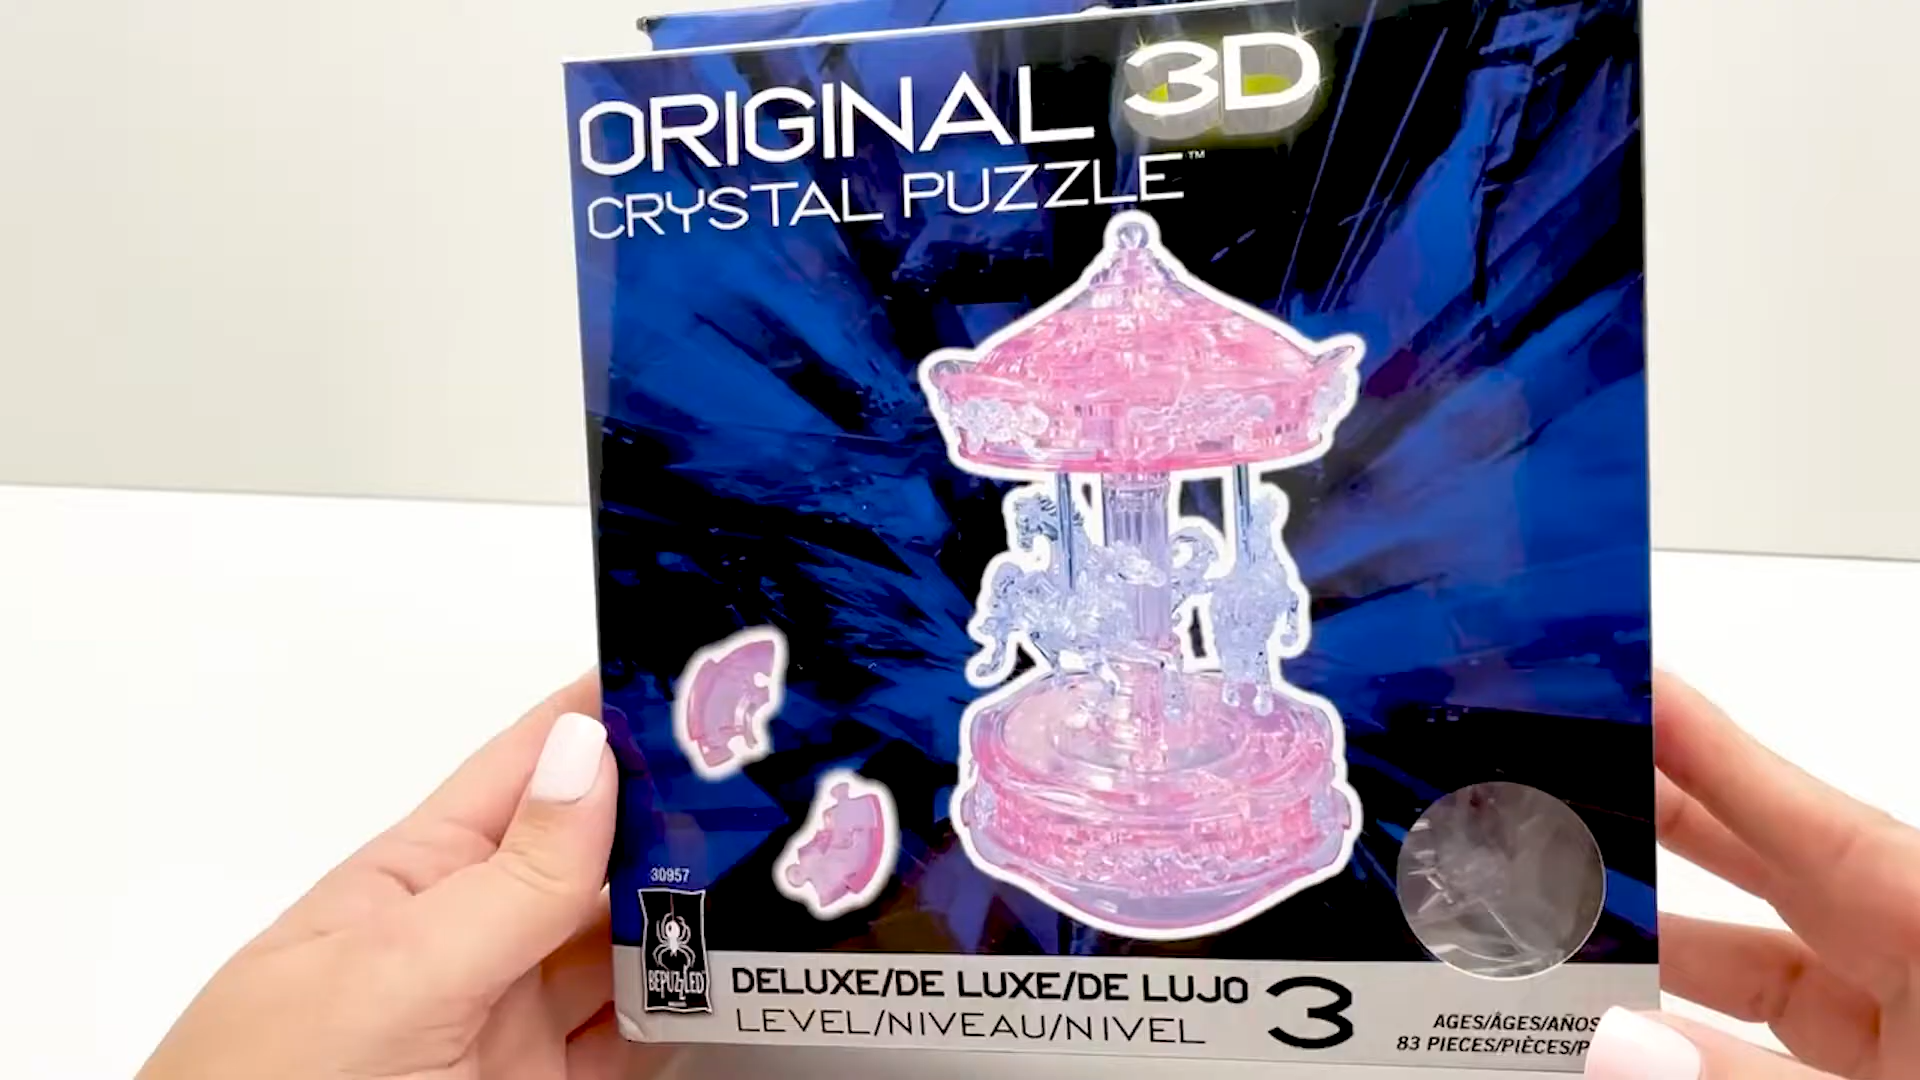 ORIGINAL 3D
CRYSTAL PUZZLE™
30957
BEPUZZLED
DELUXE/DE LUXE/DE LUJO 3
LEVEL/NIVEAU/NIVEL
AGES/ÂGES/AÑOS
83 PIECES/PIÈCES/P